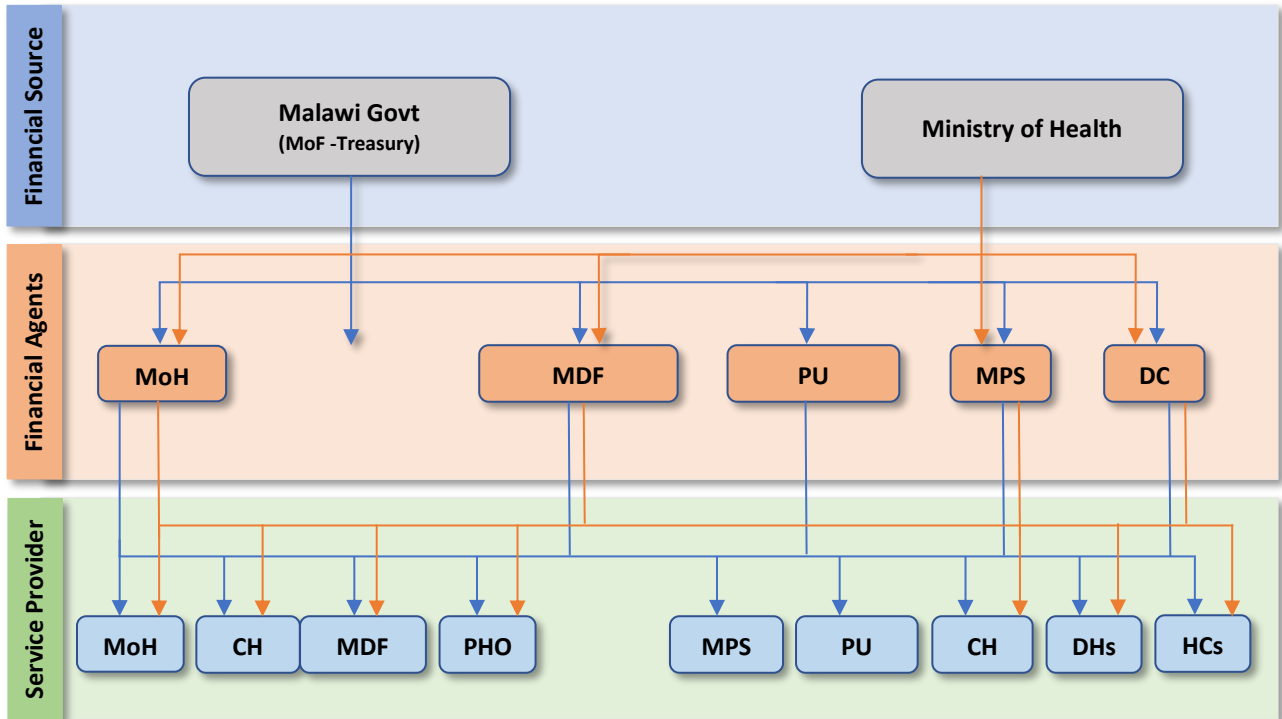 Financial Source
Malawi Govt
(MoF -Treasury)
Ministry of Health
Financial Agents
MoH
MDF
PU
MPS
DC
Service Provider
MoH
CH
MDF
PHO
MPS
PU
CH
DHs
HCs